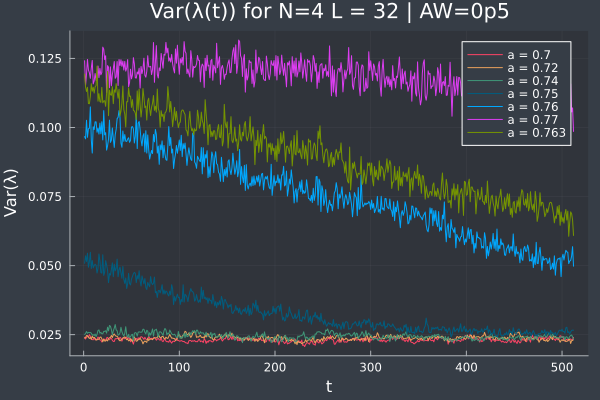 Var(λ(t)) for N=4 L = 32 | AW=0p5
0.125
0.100
0.075
0.050
0.025
Var(λ)
0
100
200
300
400
500
t
a = 0.7
a = 0.72
a = 0.74
a = 0.75
a = 0.76
a = 0.77
a = 0.763